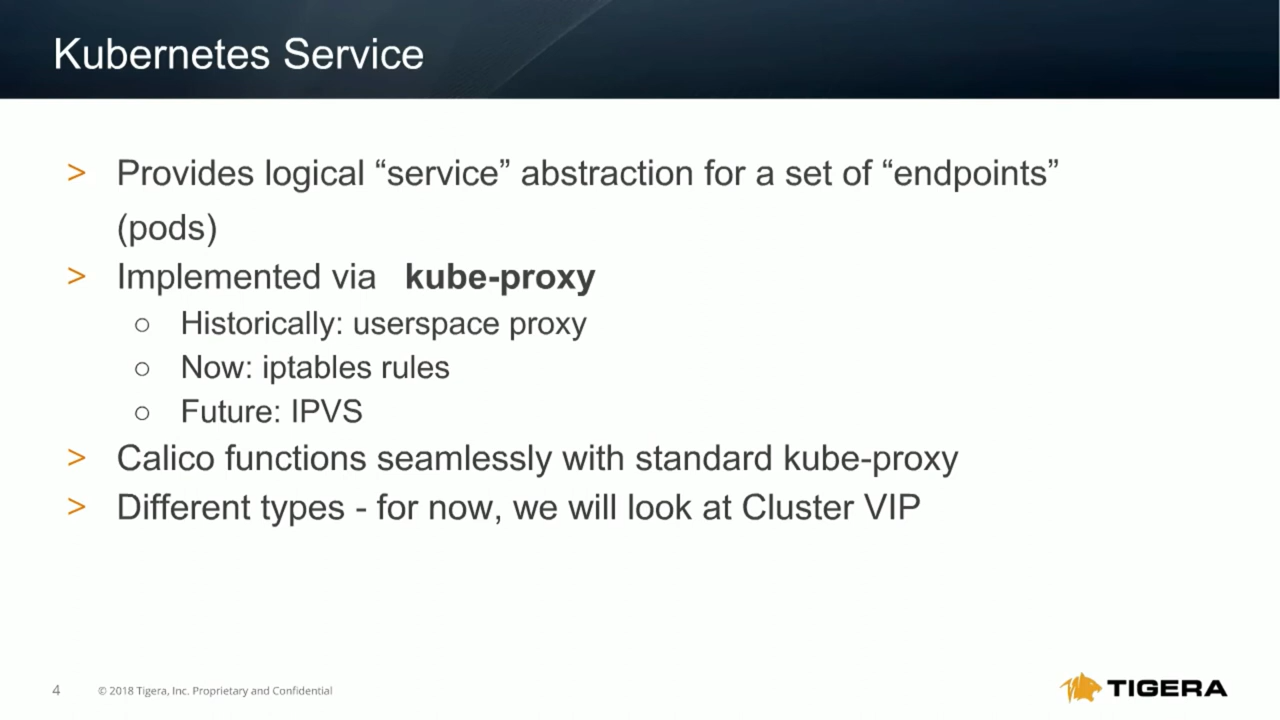 Kubernetes Service
> Provides logical “service” abstraction for a set of “endpoints”
(pods)
> Implemented via kube-proxy
○ Historically: userspace proxy
○ Now: iptables rules
○ Future: IPVS
> Calico functions seamlessly with standard kube-proxy
> Different types - for now, we will look at Cluster VIP
4 © 2018 Tigera, Inc. Proprietary and Confidential
TIGERA